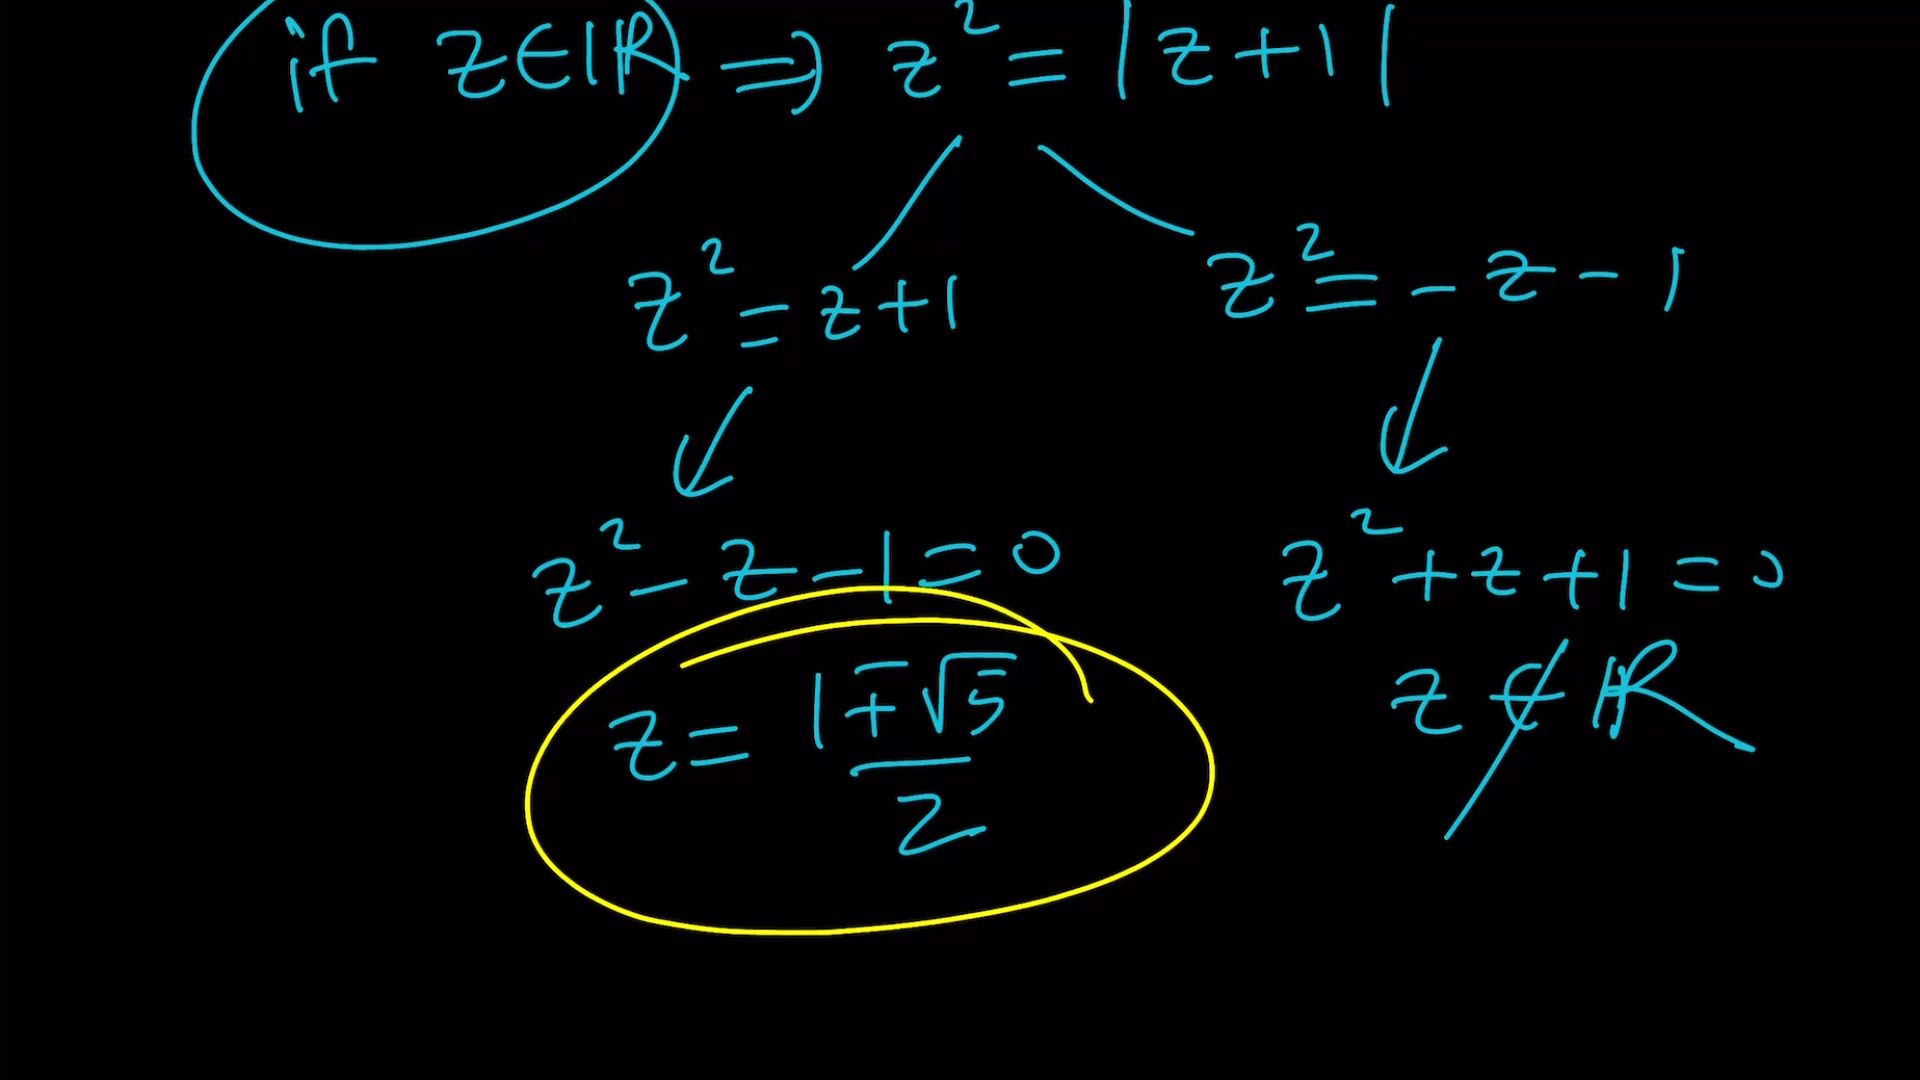 if z∈ℝ ⇒ z² = |z+1|
z² = z+1
z² = -z-1
z² - z - 1 = 0
z² + z + 1 = 0
z = (1∓√5)/2
z ∉ ℝ